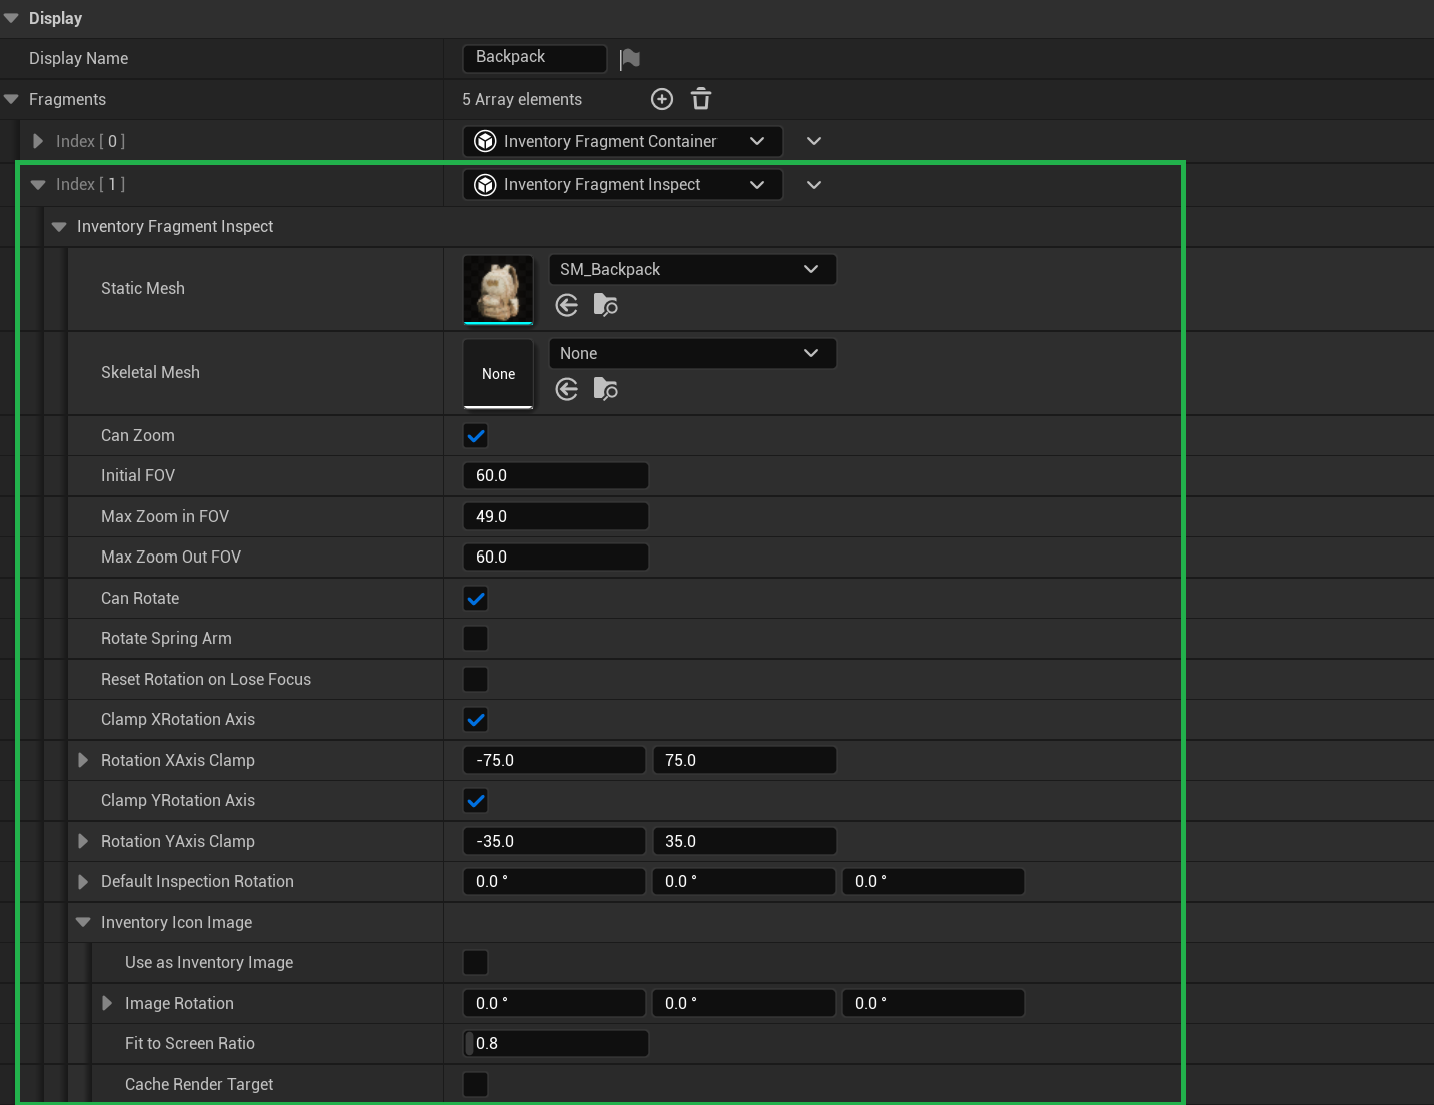 Display
Display Name Backpack
Fragments 5 Array elements
Index [ 0 ] Inventory Fragment Container
Index [ 1 ] Inventory Fragment Inspect
Inventory Fragment Inspect
Static Mesh SM_Backpack
Skeletal Mesh None None
Can Zoom
Initial FOV 60.0
Max Zoom in FOV 49.0
Max Zoom Out FOV 60.0
Can Rotate
Rotate Spring Arm
Reset Rotation on Lose Focus
Clamp XRotation Axis
Rotation XAxis Clamp -75.0 75.0
Clamp YRotation Axis
Rotation YAxis Clamp -35.0 35.0
Default Inspection Rotation 0.0 ° 0.0 ° 0.0 °
Inventory Icon Image
Use as Inventory Image
Image Rotation 0.0 ° 0.0 ° 0.0 °
Fit to Screen Ratio 0.8
Cache Render Target